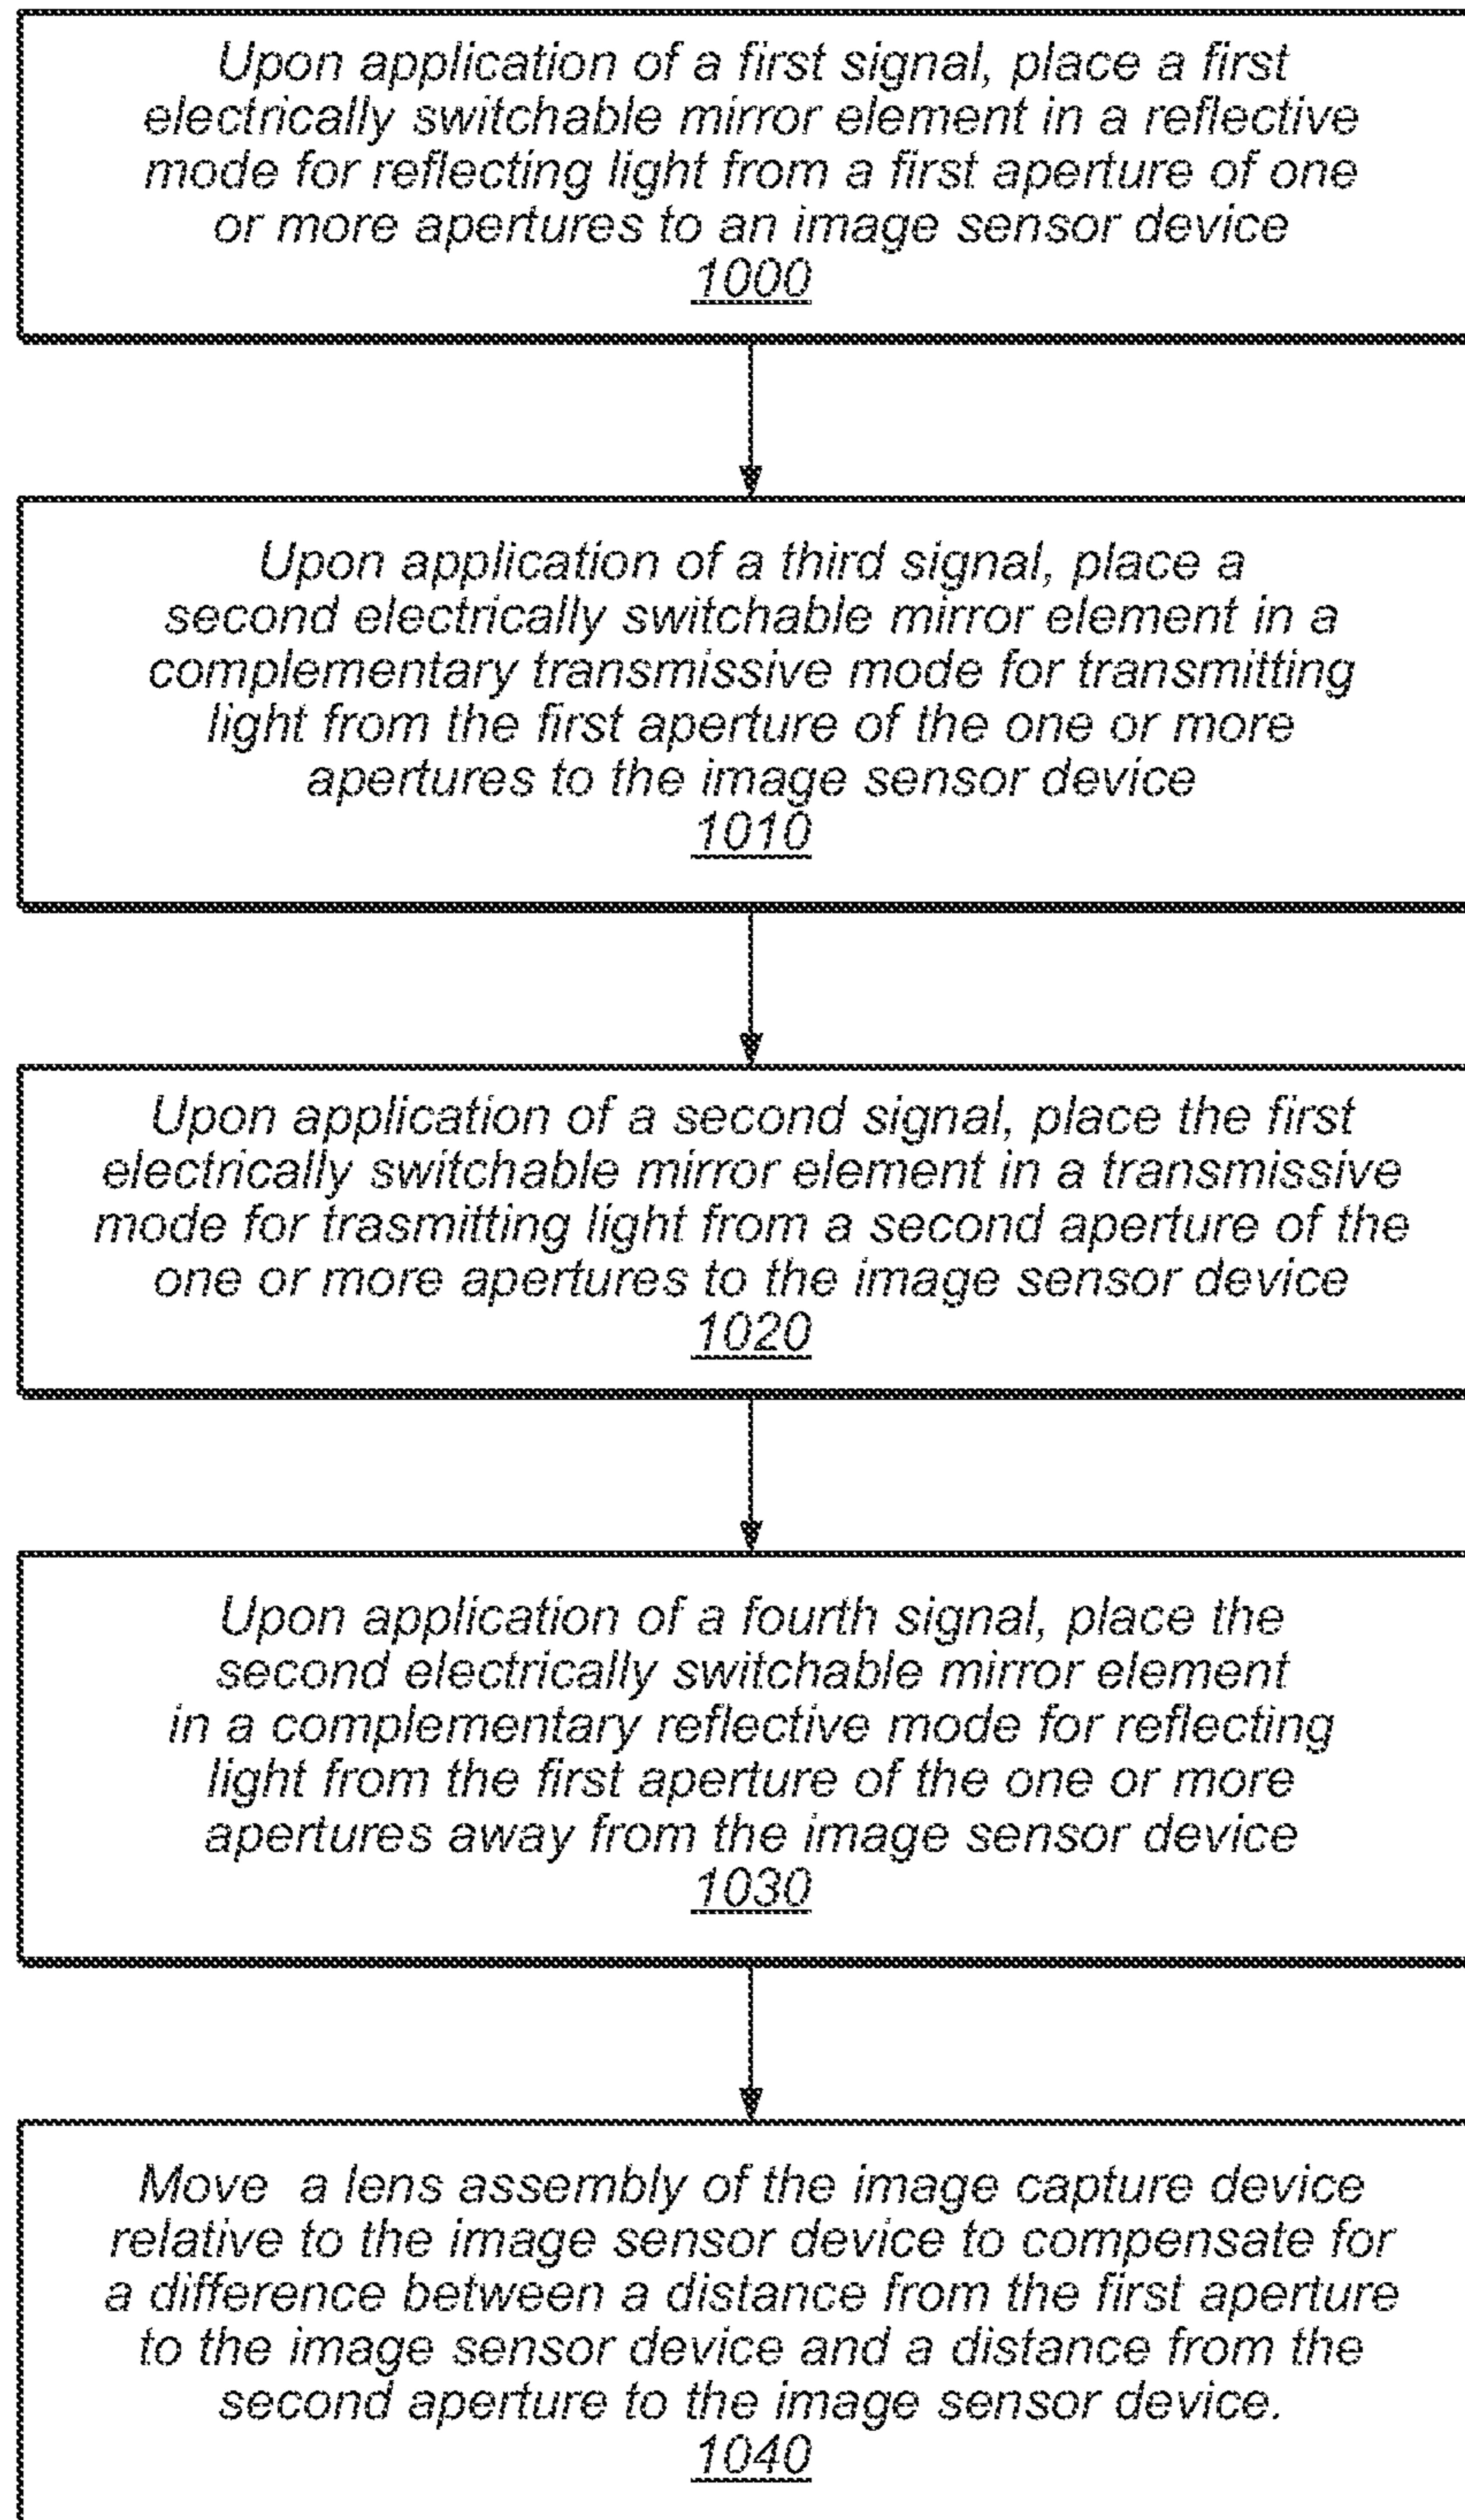 Upon application of a first signal, place a first
electrically switchable mirror element in a reflective
mode for reflecting light from a first aperture of one
or more apertures to an image sensor device
1000
Upon application of a third signal, place a
second electrically switchable mirror element in a
complementary transmissive mode for transmitting
light from the first aperture of the one or more
apertures to the image sensor device
1010
Upon application of a second signal, place the first
electrically switchable mirror element in a transmissive
mode for trasmitting light from a second aperture of the
one or more apertures to the image sensor device
1020
Upon application of a fourth signal, place the
second electrically switchable mirror element
in a complementary reflective mode for reflecting
light from the first aperture of the one or more
apertures away from the image sensor device
1030
Move a lens assembly of the image capture device
relative to the image sensor device to compensate for
a difference between a distance from the first aperture
to the image sensor device and a distance from the
second aperture to the image sensor device.
1040